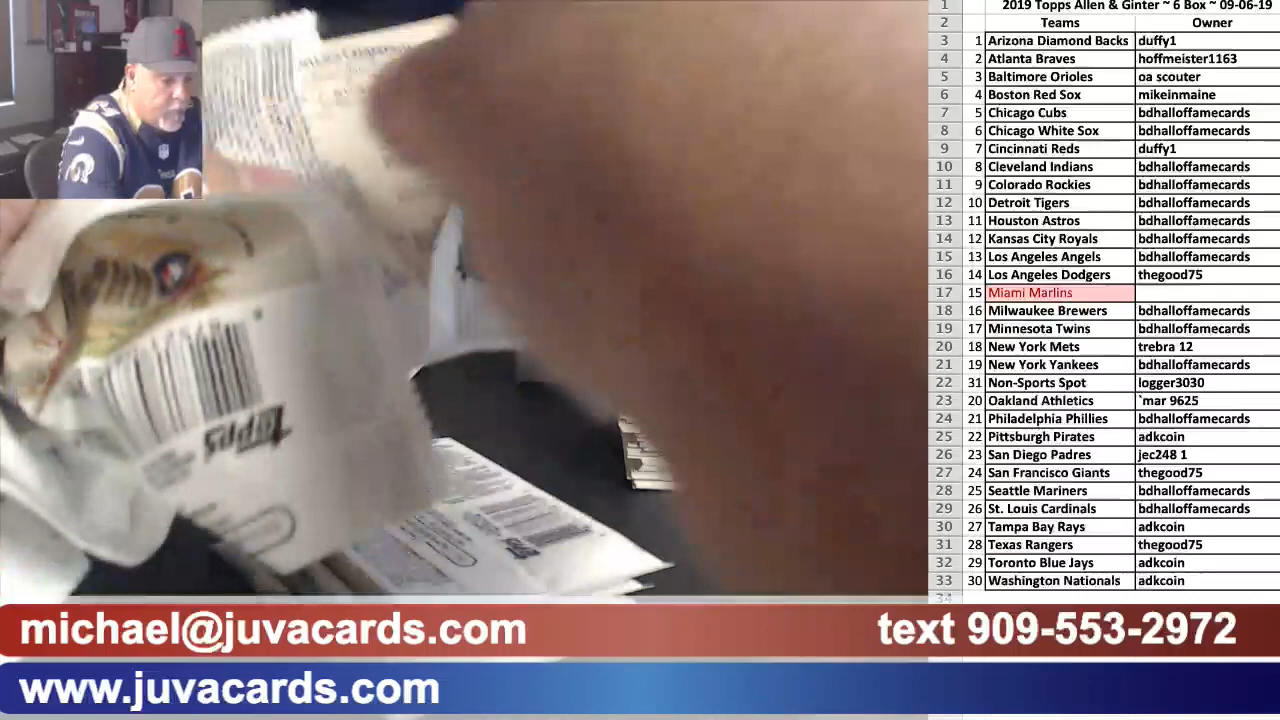 1 2019 Topps Allen & Ginter ~ 6 Box ~ 09-06-19
2 Teams Owner
3 1 Arizona Diamond Backs duffy1
4 2 Atlanta Braves hoffmeister1163
5 3 Baltimore Orioles oa scouter
6 4 Boston Red Sox mikeinmaine
7 5 Chicago Cubs bdhalloffamecards
8 6 Chicago White Sox bdhalloffamecards
9 7 Cincinnati Reds duffy1
10 8 Cleveland Indians bdhalloffamecards
11 9 Colorado Rockies bdhalloffamecards
12 10 Detroit Tigers bdhalloffamecards
13 11 Houston Astros bdhalloffamecards
14 12 Kansas City Royals bdhalloffamecards
15 13 Los Angeles Angels bdhalloffamecards
16 14 Los Angeles Dodgers thegood75
17 15 Miami Marlins
18 16 Milwaukee Brewers bdhalloffamecards
19 17 Minnesota Twins bdhalloffamecards
20 18 New York Mets trebra 12
21 19 New York Yankees bdhalloffamecards
22 31 Non-Sports Spot logger3030
23 20 Oakland Athletics `mar 9625
24 21 Philadelphia Phillies bdhalloffamecards
25 22 Pittsburgh Pirates adkcoin
26 23 San Diego Padres jec248 1
27 24 San Francisco Giants thegood75
28 25 Seattle Mariners bdhalloffamecards
29 26 St. Louis Cardinals bdhalloffamecards
30 27 Tampa Bay Rays adkcoin
31 28 Texas Rangers thegood75
32 29 Toronto Blue Jays adkcoin
33 30 Washington Nationals adkcoin
34
Topps
Topps
michael@juvacards.com text 909-553-2972
www.juvacards.com